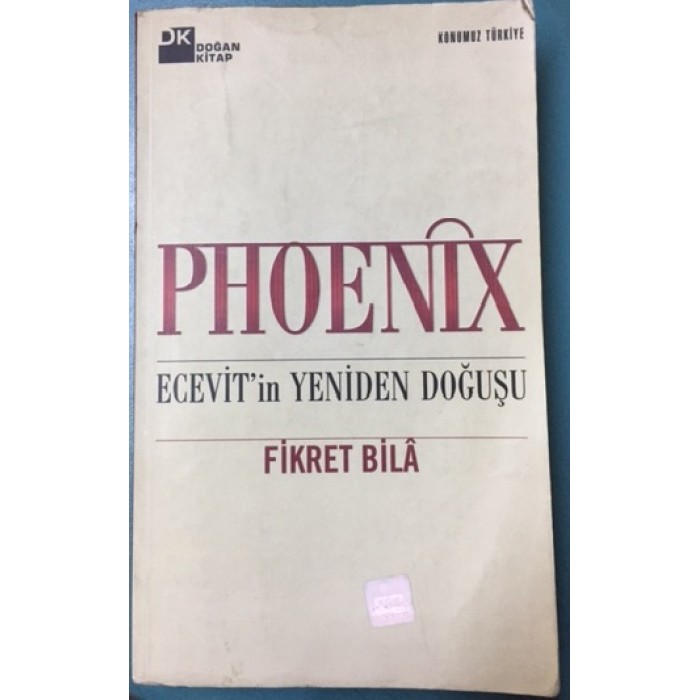 DK
DOĞAN
KİTAP
KONUMUZ TÜRKİYE
PHOENİX
ECEVİT'in YENİDEN DOĞUŞU
FİKRET BİLÂ